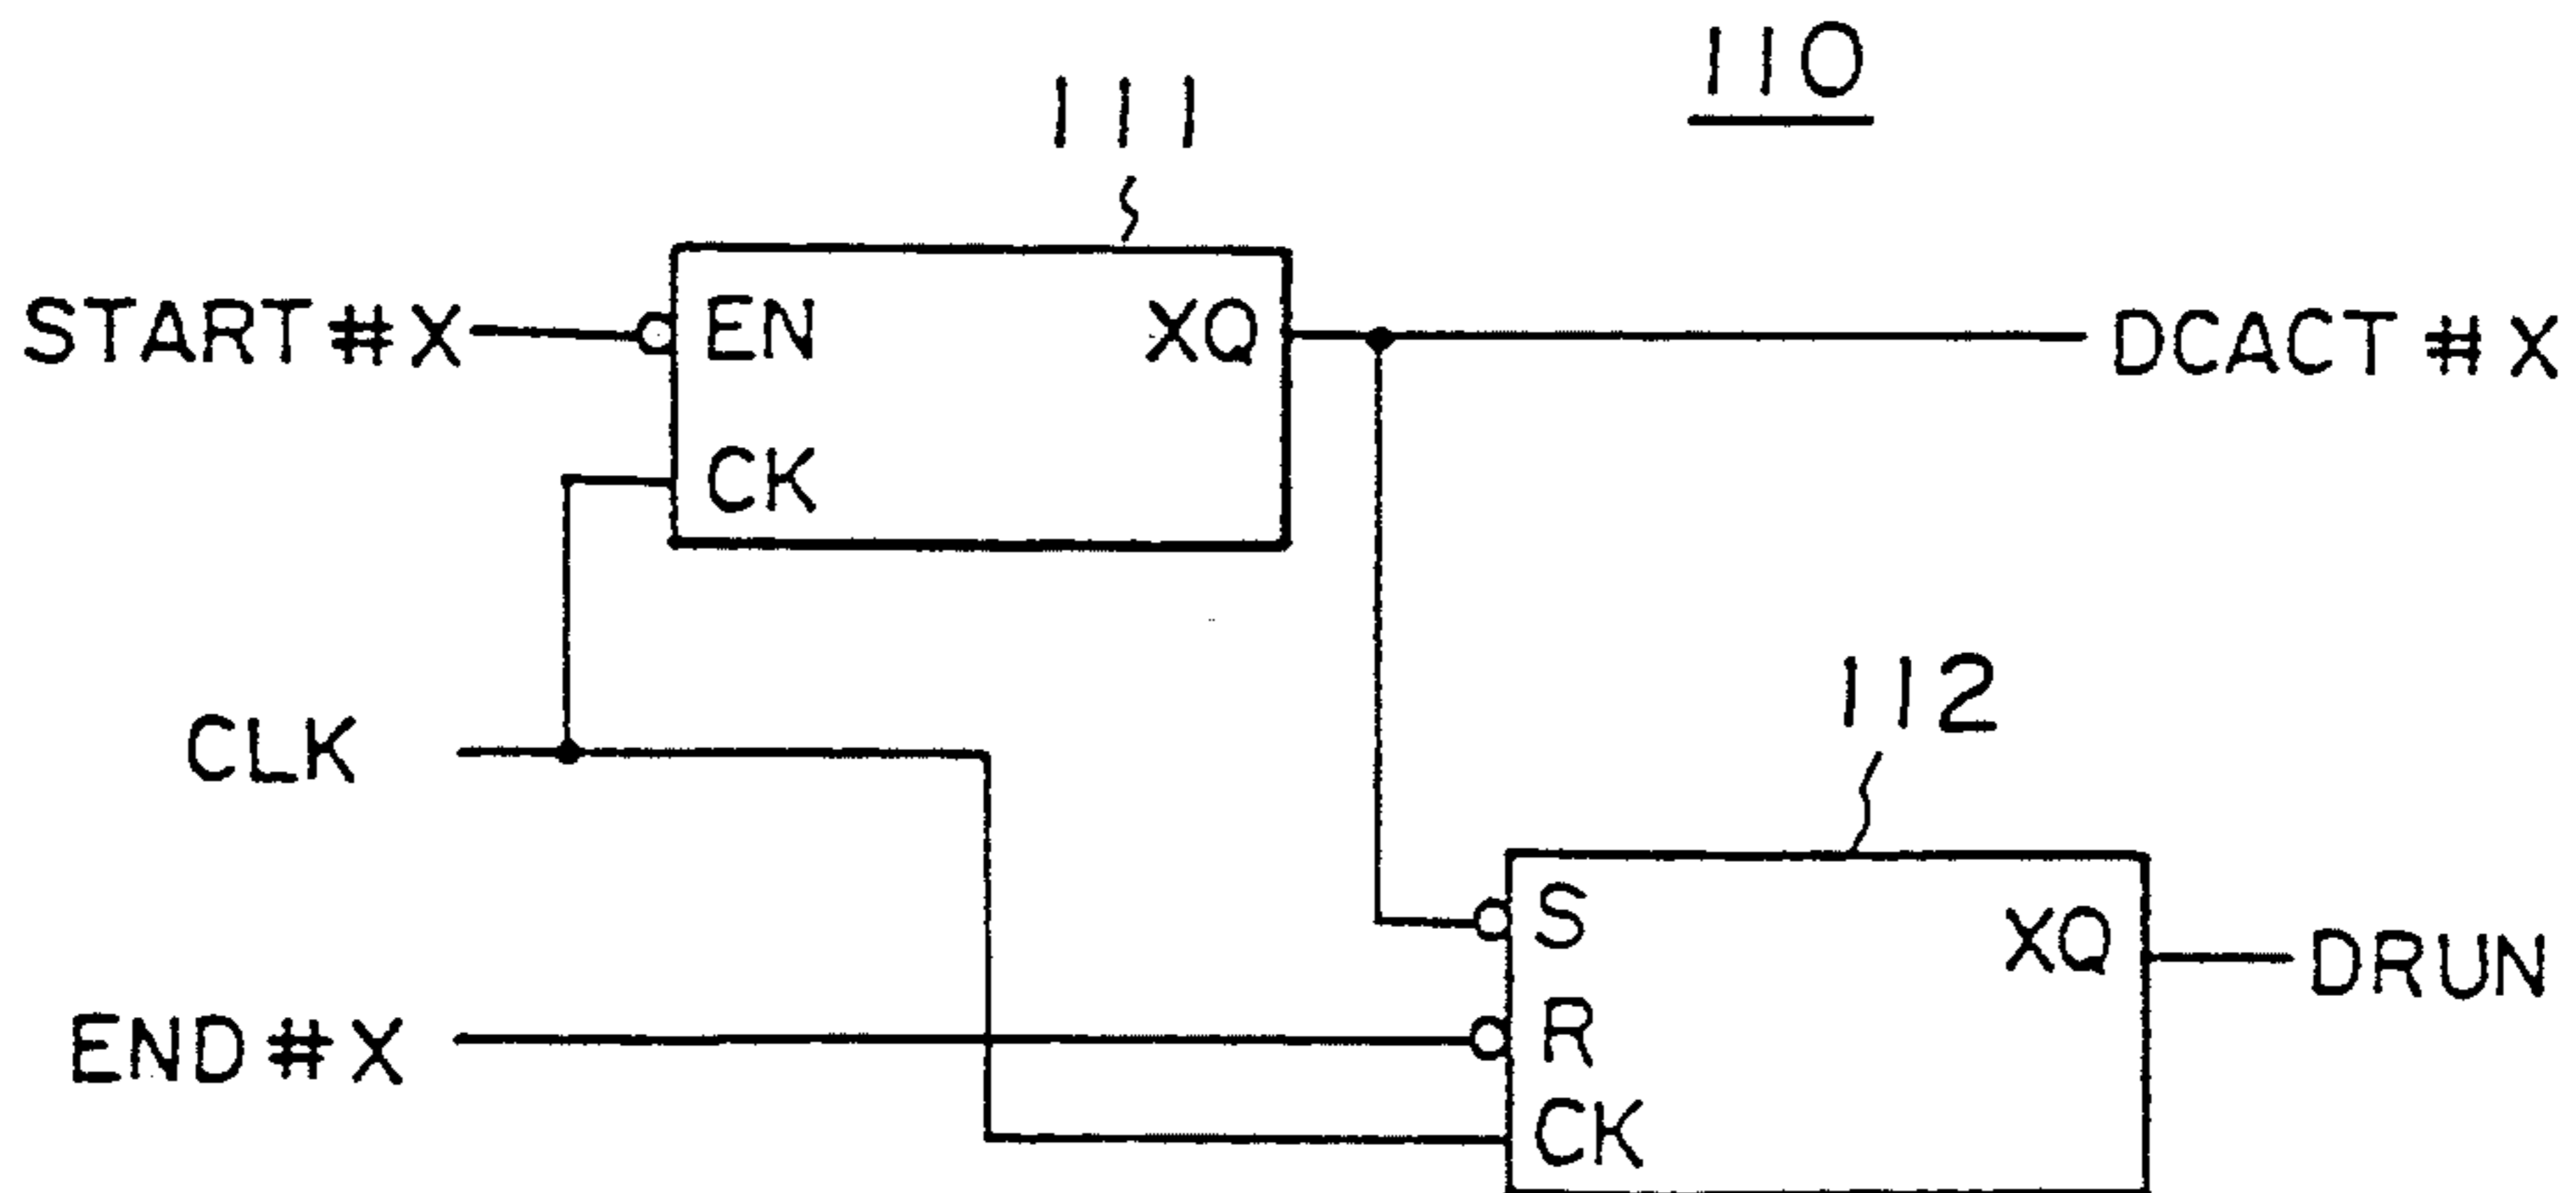 110
111
START#X
EN
XQ
DCACT#X
CK
112
CLK
S
XQ
DRUN
END#X
R
CK